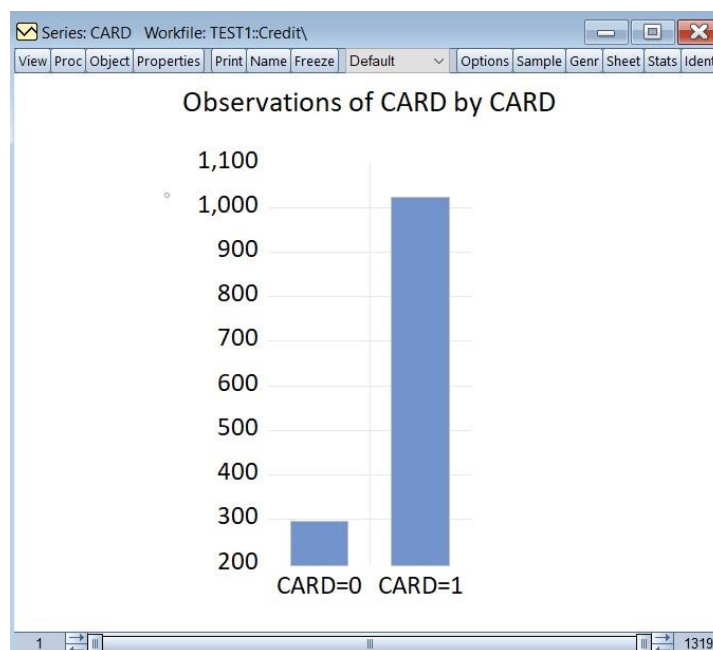 Series: CARD Workfile: TEST1::Credit\
View Proc Object Properties Print Name Freeze Default Options Sample Genr Sheet Stats Ident
Observations of CARD by CARD
1,100
1,000
900
800
700
600
500
400
300
200
CARD=0 CARD=1
1 1319